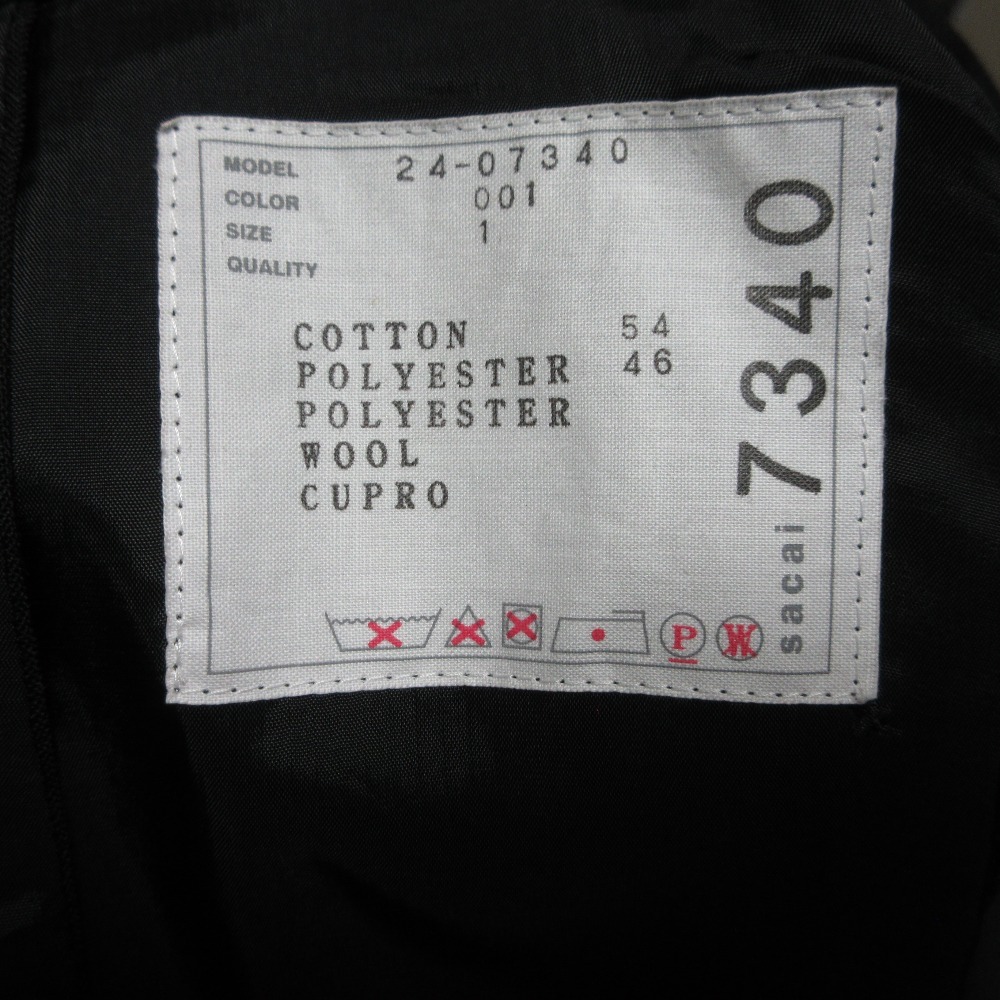 MODEL 24-07340
COLOR 001
SIZE 1
QUALITY
COTTON 54
POLYESTER 46
POLYESTER
WOOL
CUPRO
P W
sacai 7340